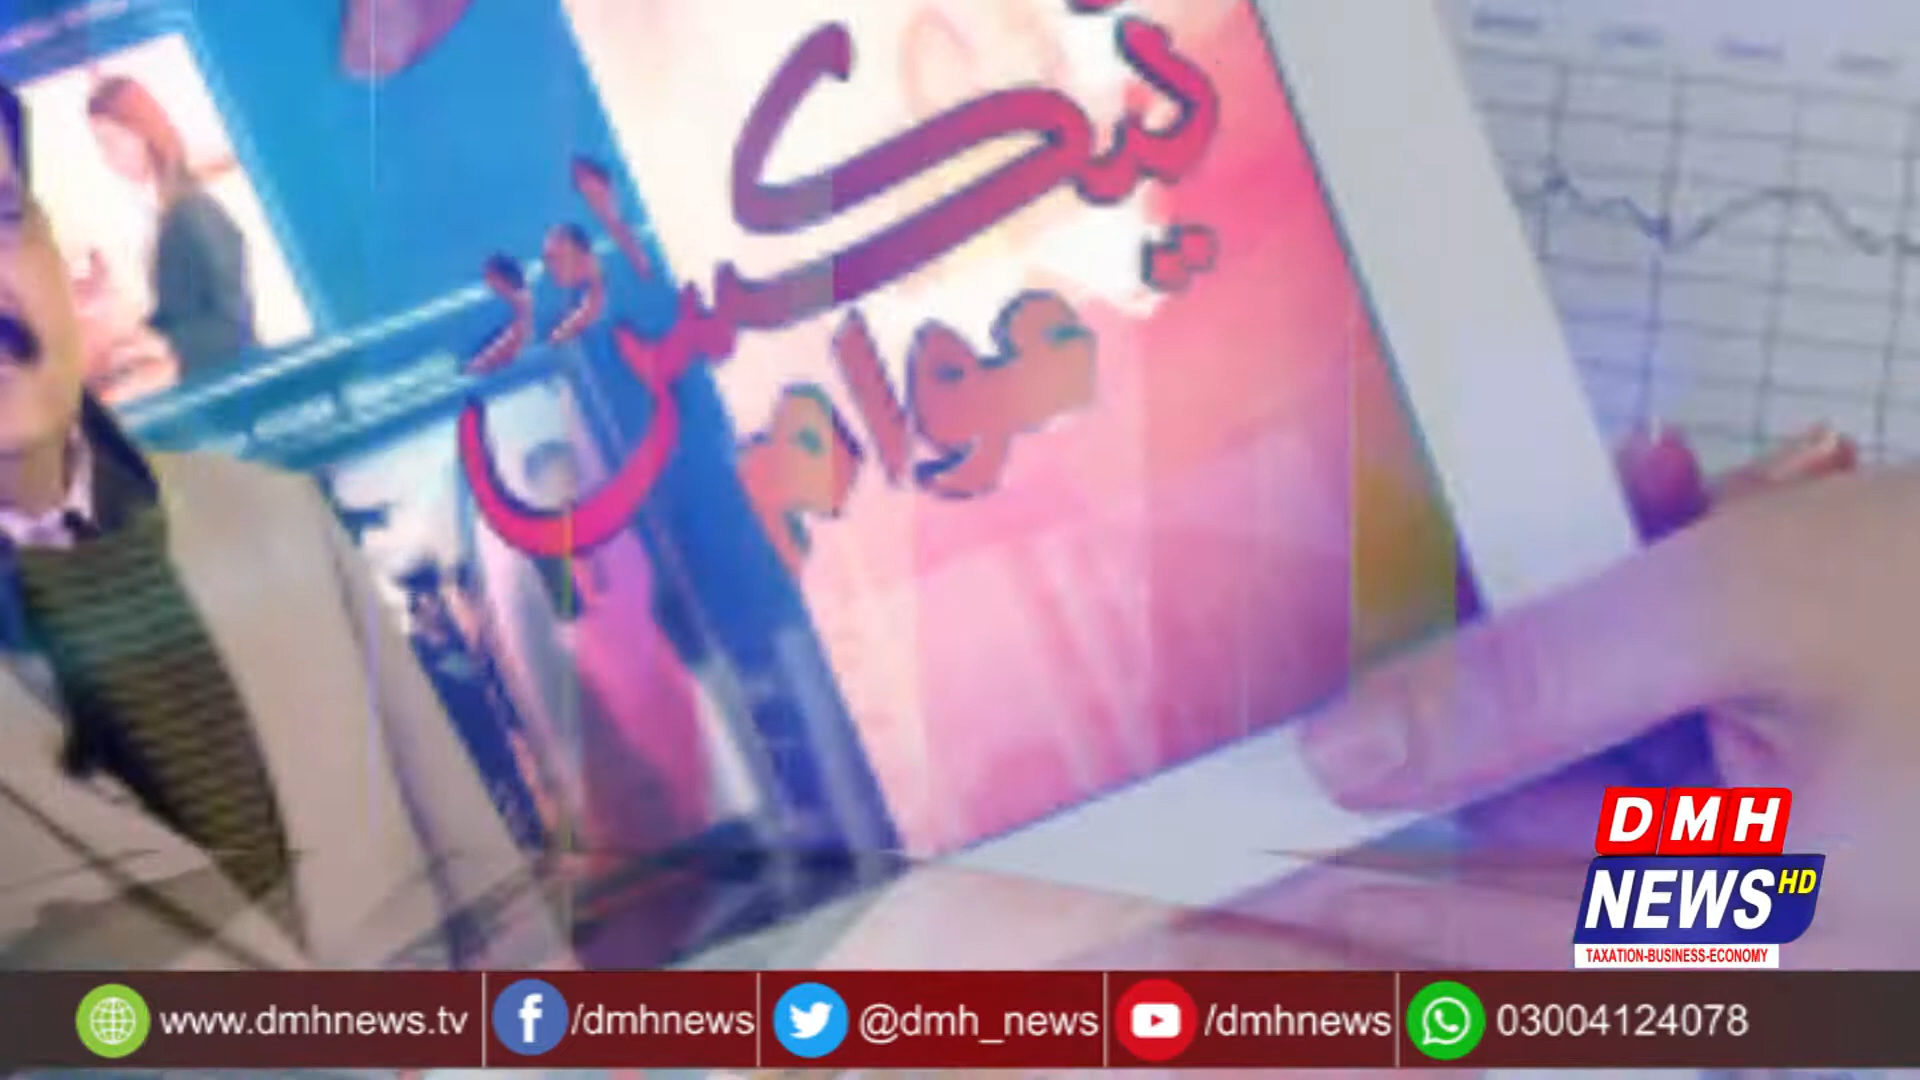 ٹیکس
اور
عوام
DMH
NEWS HD
TAXATION-BUSINESS-ECONOMY
www.dmhnews.tv
/dmhnews
@dmh_news
/dmhnews
03004124078